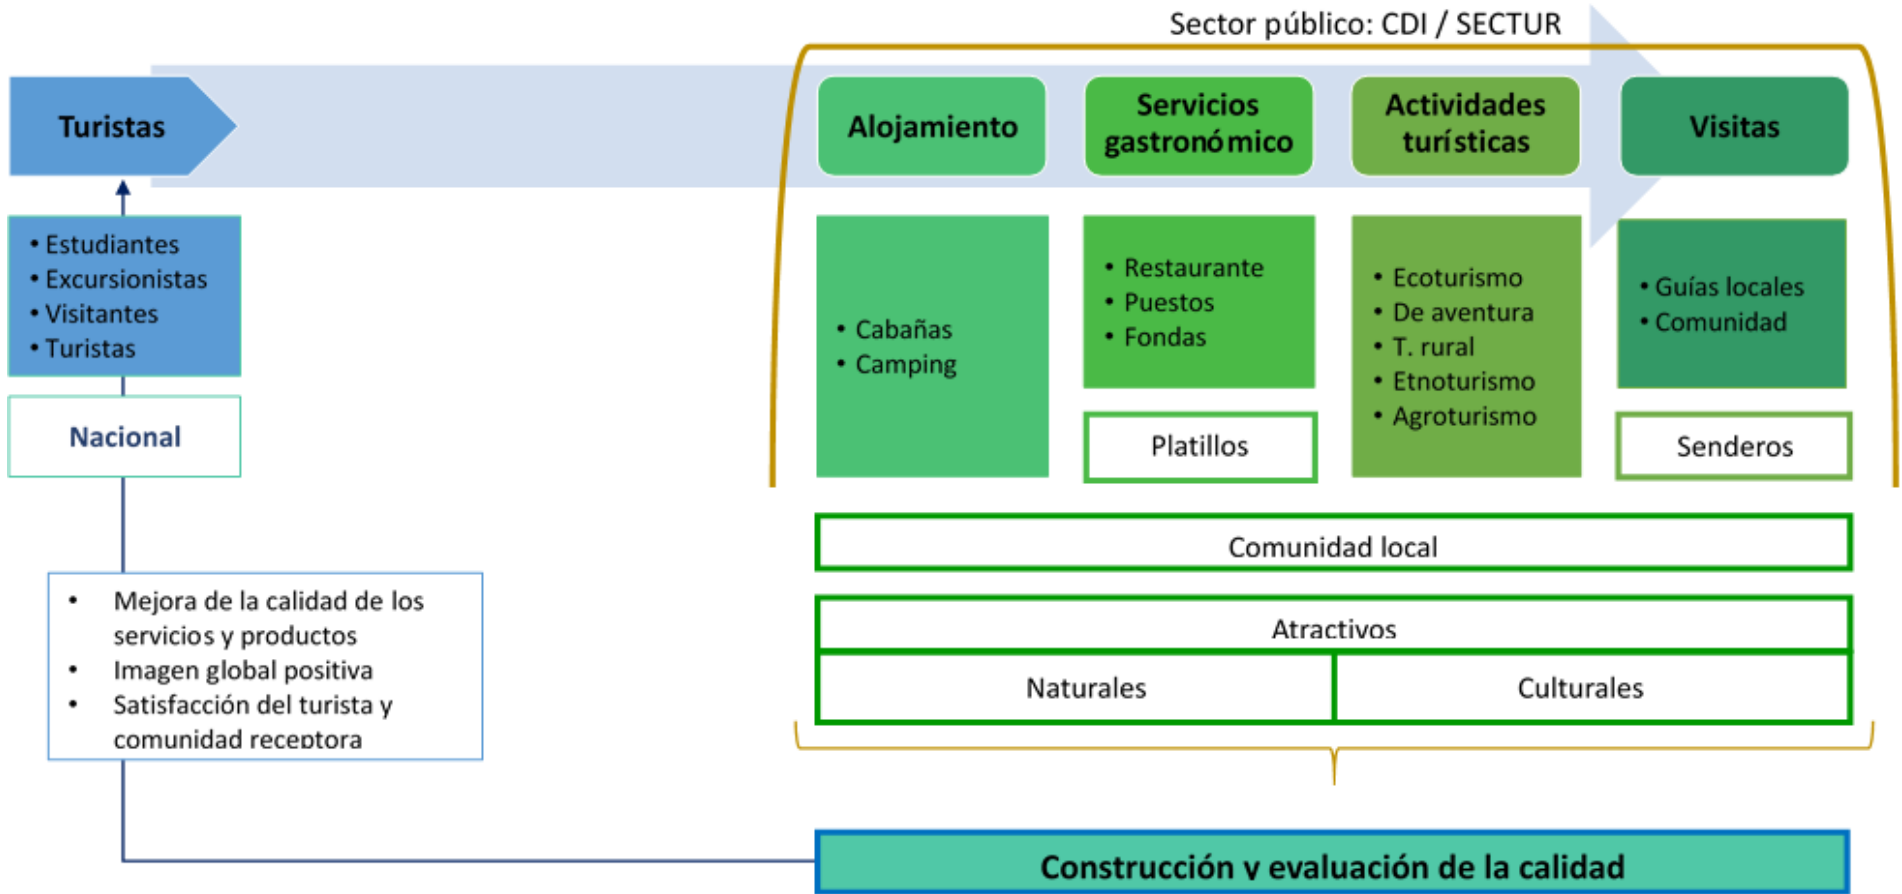 Sector público: CDI / SECTUR
Turistas
Alojamiento
Servicios
gastronómico
Actividades
turísticas
Visitas
• Estudiantes
• Excursionistas
• Visitantes
• Turistas
Nacional
• Cabañas
• Camping
• Restaurante
• Puestos
• Fondas
Platillos
• Ecoturismo
• De aventura
• T. rural
• Etnoturismo
• Agroturismo
• Guías locales
• Comunidad
Senderos
Comunidad local
Atractivos
Naturales
Culturales
• Mejora de la calidad de los
servicios y productos
• Imagen global positiva
• Satisfacción del turista y
comunidad receptora
Construcción y evaluación de la calidad